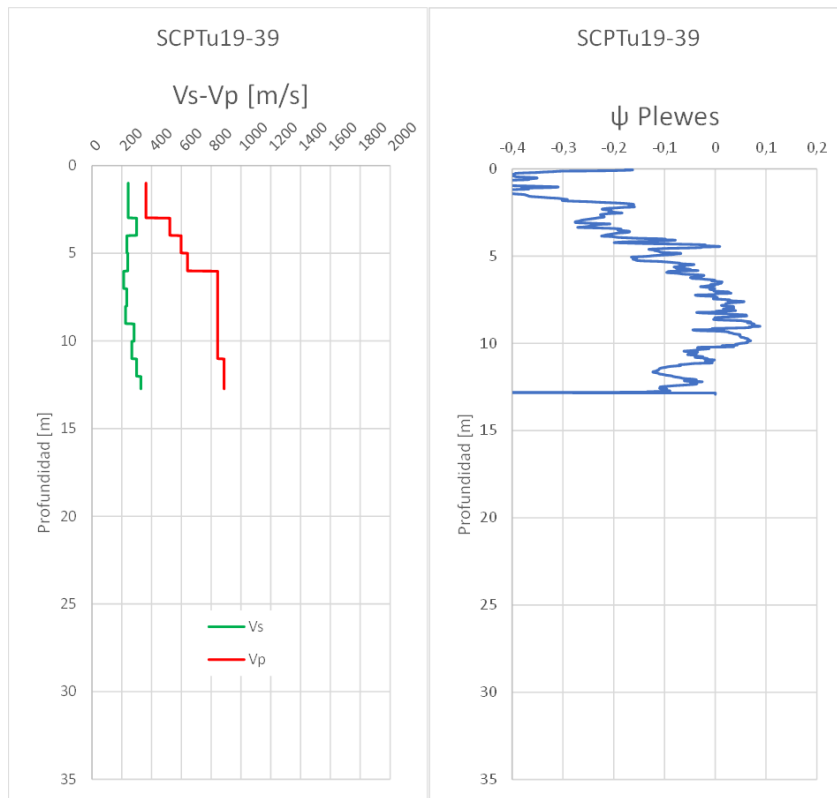 SCPTu19-39
Vs-Vp [m/s]
0 200 400 600 800 1000 1200 1400 1600 1800 2000
0
5
10
15
20
25
30
35
Profundidad [m]
Vs
Vp
SCPTu19-39
ψ Plewes
-0,4 -0,3 -0,2 -0,1 0 0,1 0,2
0
5
10
15
20
25
30
35
Profundidad [m]